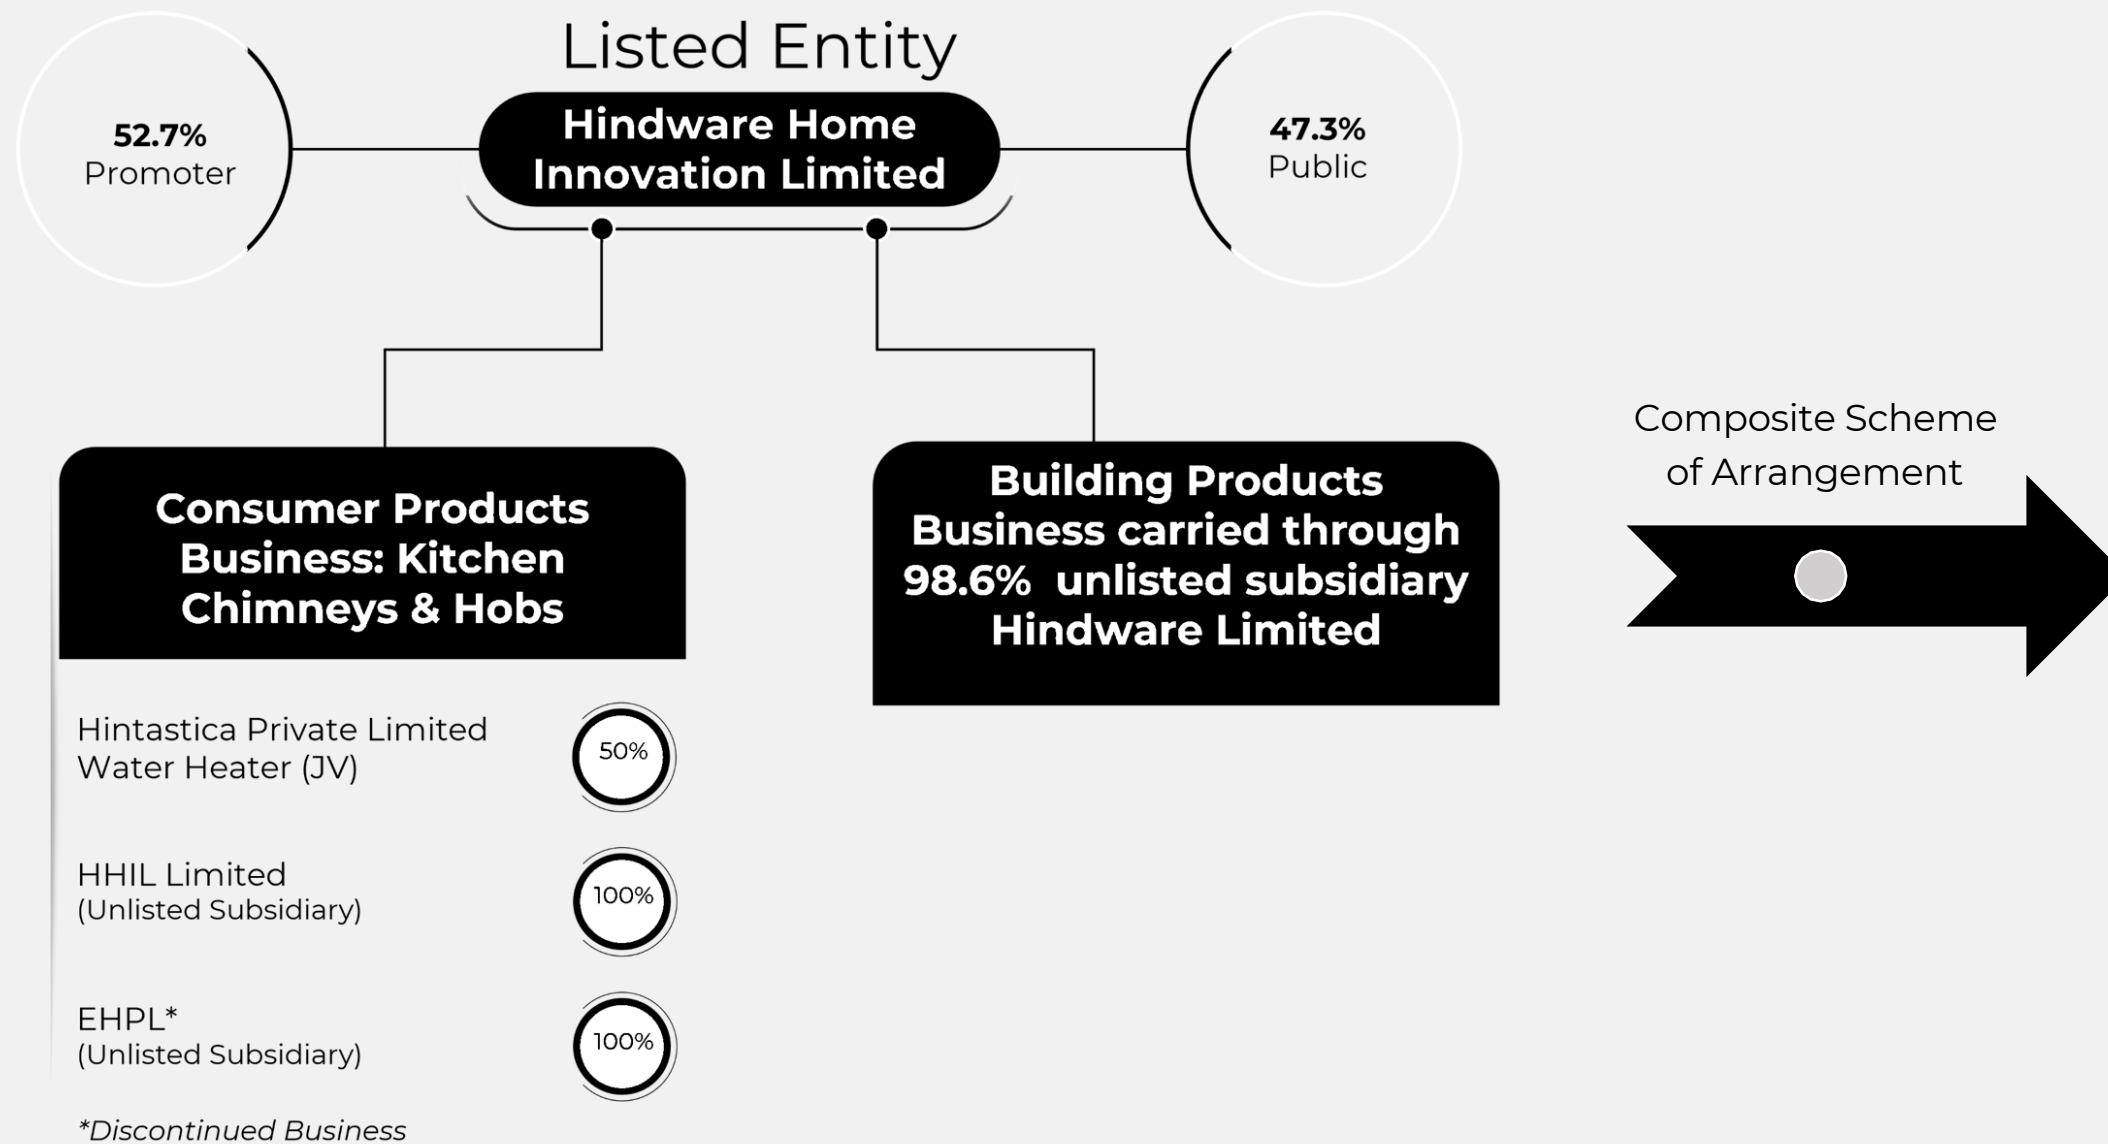 Listed Entity
52.7%
Promoter
Hindware Home
Innovation Limited
47.3%
Public
Consumer Products
Business: Kitchen
Chimneys & Hobs
Building Products
Business carried through
98.6% unlisted subsidiary
Hindware Limited
Composite Scheme
of Arrangement
Hintastica Private Limited
Water Heater (JV)
50%
HHIL Limited
(Unlisted Subsidiary)
100%
EHPL*
(Unlisted Subsidiary)
100%
*Discontinued Business